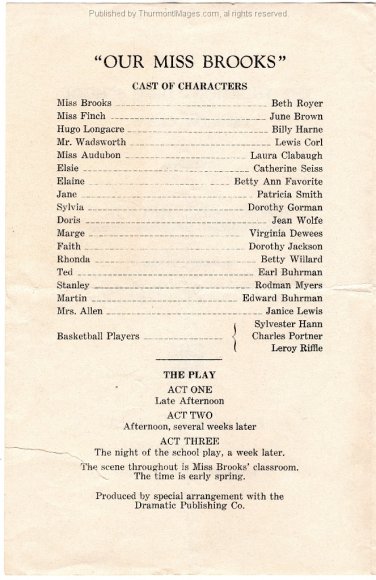 Published by ThurmontImages.com, all rights reserved.
"OUR MISS BROOKS"
CAST OF CHARACTERS
Miss Brooks Beth Royer
Miss Finch June Brown
Hugo Longacre Billy Harne
Mr. Wadsworth Lewis Corl
Miss Audubon Laura Clabaugh
Elsie Catherine Seiss
Elaine Betty Ann Favorite
Jane Patricia Smith
Sylvia Dorothy Gorman
Doris Jean Wolfe
Marge Virginia Dewees
Faith Dorothy Jackson
Rhonda Betty Willard
Ted Earl Buhrman
Stanley Rodman Myers
Martin Edward Buhrman
Mrs. Allen Janice Lewis
Sylvester Hann
Basketball Players Charles Portner
Leroy Riffle
THE PLAY
ACT ONE
Late Afternoon
ACT TWO
Afternoon, several weeks later
ACT THREE
The night of the school play, a week later.
The scene throughout is Miss Brooks' classroom.
The time is early spring.
Produced by special arrangement with the
Dramatic Publishing Co.